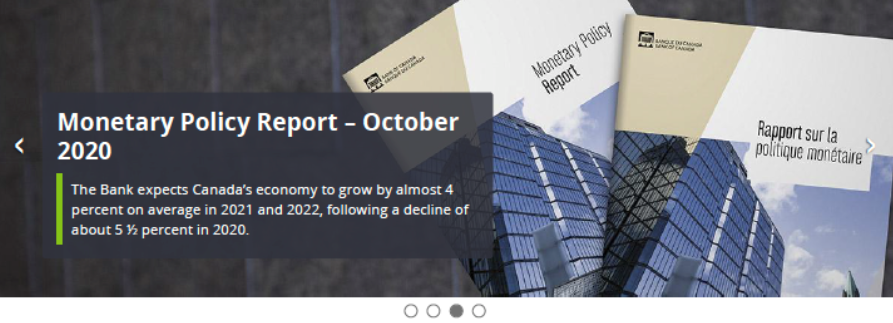 Monetary Policy Report – October
2020
The Bank expects Canada's economy to grow by almost 4
percent on average in 2021 and 2022, following a decline of
about 5 ½ percent in 2020.
BANK OF CANADA
BANQUE DU CANADA
Monetary Policy
Report
BANQUE DU CANADA
BANK OF CANADA
Rapport sur la
politique monétaire